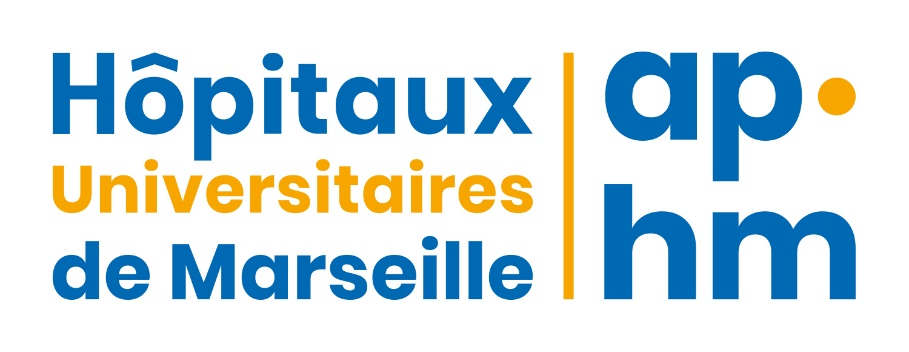 Hôpitaux
Universitaires
de Marseille
ap·
hm